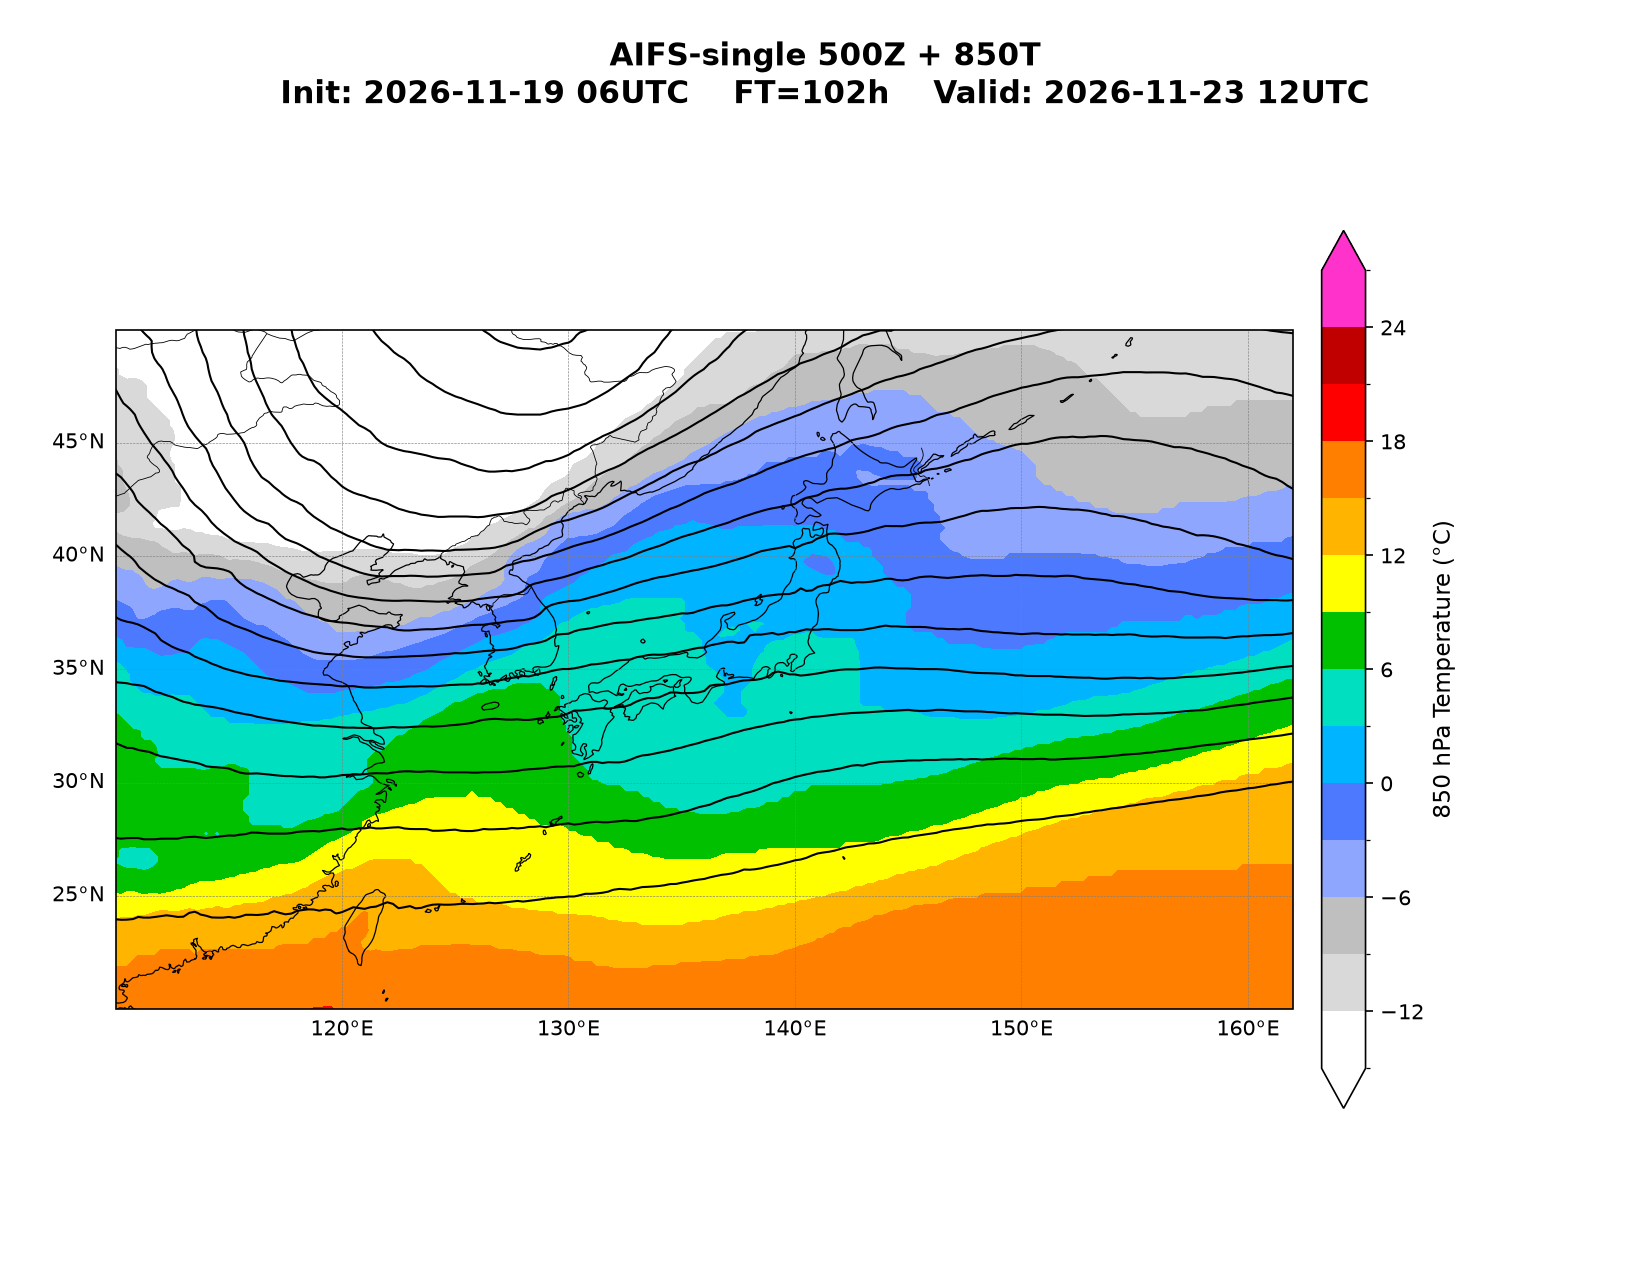 AIFS-single 500Z + 850T
Init: 2026-11-19 06UTC    FT=102h    Valid: 2026-11-23 12UTC
45°N
40°N
35°N
30°N
25°N
120°E
130°E
140°E
150°E
160°E
24
18
12
6
0
−6
−12
850 hPa Temperature (°C)